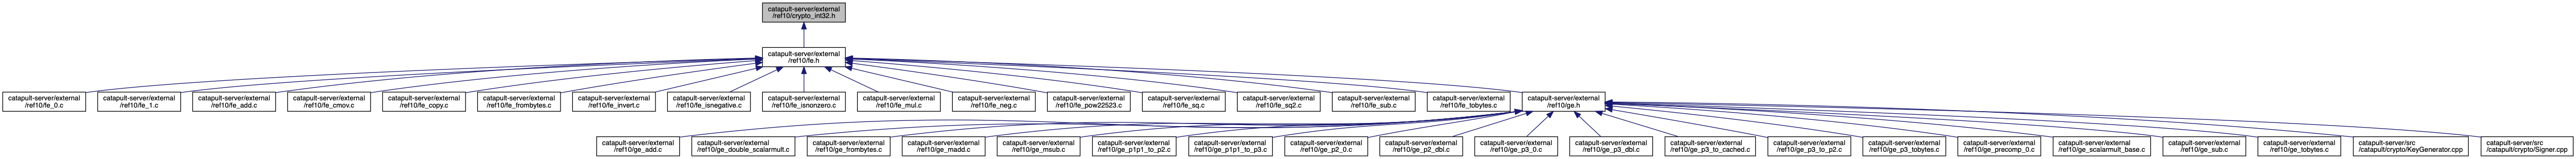 catapult-server/external
/ref10/crypto_int32.h
catapult-server/external
/ref10/fe.h
catapult-server/external
/ref10/fe_0.c
catapult-server/external
/ref10/fe_1.c
catapult-server/external
/ref10/fe_add.c
catapult-server/external
/ref10/fe_cmov.c
catapult-server/external
/ref10/fe_copy.c
catapult-server/external
/ref10/fe_frombytes.c
catapult-server/external
/ref10/fe_invert.c
catapult-server/external
/ref10/fe_isnegative.c
catapult-server/external
/ref10/fe_isnonzero.c
catapult-server/external
/ref10/fe_mul.c
catapult-server/external
/ref10/fe_neg.c
catapult-server/external
/ref10/fe_pow22523.c
catapult-server/external
/ref10/fe_sq.c
catapult-server/external
/ref10/fe_sq2.c
catapult-server/external
/ref10/fe_sub.c
catapult-server/external
/ref10/fe_tobytes.c
catapult-server/external
/ref10/ge.h
catapult-server/external
/ref10/ge_add.c
catapult-server/external
/ref10/ge_double_scalarmult.c
catapult-server/external
/ref10/ge_frombytes.c
catapult-server/external
/ref10/ge_madd.c
catapult-server/external
/ref10/ge_msub.c
catapult-server/external
/ref10/ge_p1p1_to_p2.c
catapult-server/external
/ref10/ge_p1p1_to_p3.c
catapult-server/external
/ref10/ge_p2_0.c
catapult-server/external
/ref10/ge_p2_dbl.c
catapult-server/external
/ref10/ge_p3_0.c
catapult-server/external
/ref10/ge_p3_dbl.c
catapult-server/external
/ref10/ge_p3_to_cached.c
catapult-server/external
/ref10/ge_p3_to_p2.c
catapult-server/external
/ref10/ge_p3_tobytes.c
catapult-server/external
/ref10/ge_precomp_0.c
catapult-server/external
/ref10/ge_scalarmult_base.c
catapult-server/external
/ref10/ge_sub.c
catapult-server/external
/ref10/ge_tobytes.c
catapult-server/src
/catapult/crypto/KeyGenerator.cpp
catapult-server/src
/catapult/crypto/Signer.cpp